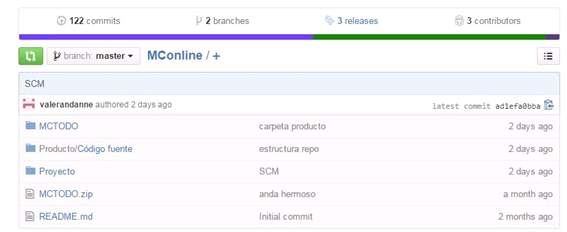 122 commits 2 branches 3 releases 3 contributors
branch: master MConline / +
SCM
valerandanne authored 2 days ago latest commit ad1efa0bba
MCTODO carpeta producto 2 days ago
Producto/Código fuente estructura repo 2 days ago
Proyecto SCM 2 days ago
MCTODO.zip anda hermoso a month ago
README.md Initial commit 2 months ago